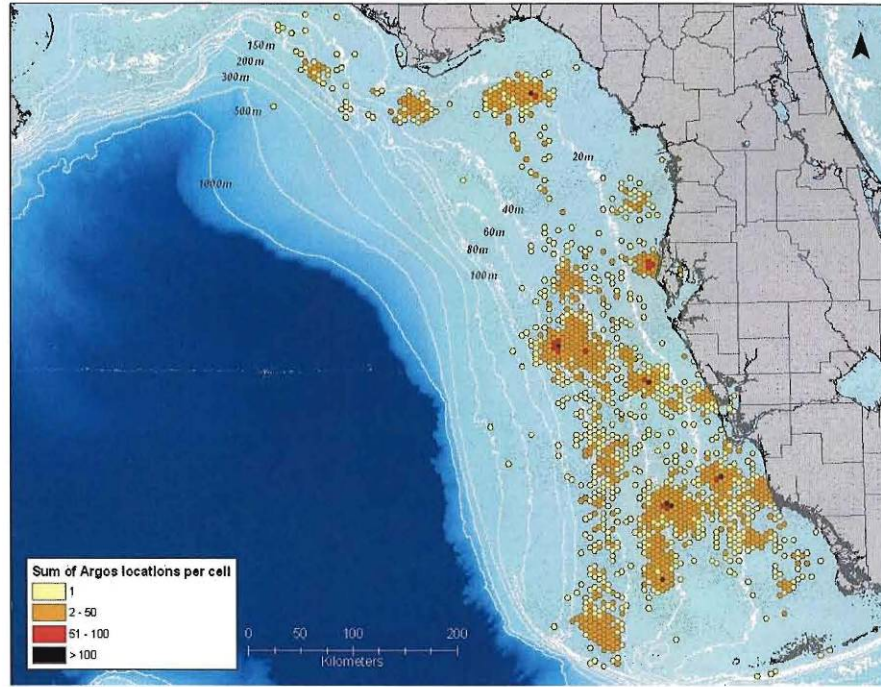 N
150m
200m
300m
500m
20m
1000m
40m
60m
80m
100m
Sum of Argos locations per cell
1
2 - 50
51 - 100
> 100
0 50 100 200
Kilometers